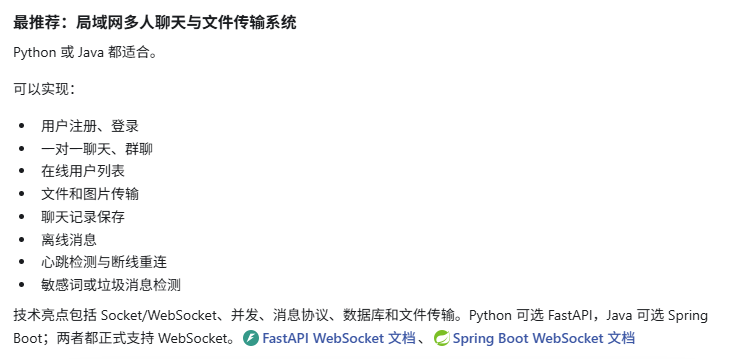 最推荐：局域网多人聊天与文件传输系统
Python 或 Java 都适合。
可以实现：
• 用户注册、登录
• 一对一聊天、群聊
• 在线用户列表
• 文件和图片传输
• 聊天记录保存
• 离线消息
• 心跳检测与断线重连
• 敏感词或垃圾消息检测
技术亮点包括 Socket/WebSocket、并发、消息协议、数据库和文件传输。Python 可选 FastAPI，Java 可选 Spring
Boot；两者都正式支持 WebSocket。 FastAPI WebSocket 文档、 Spring Boot WebSocket 文档